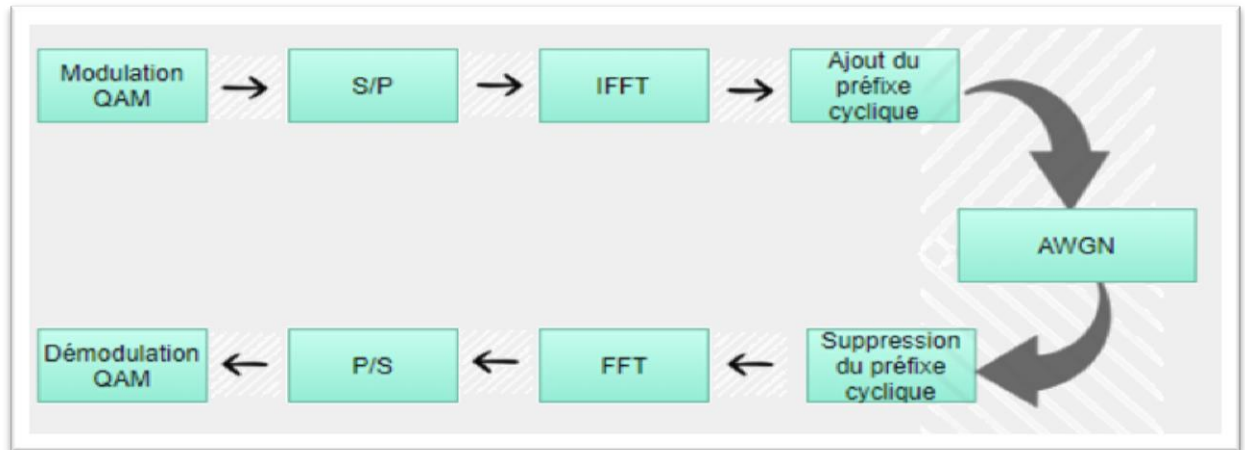 Modulation
QAM
S/P
IFFT
Ajout du
préfixe
cyclique
AWGN
Démodulation
QAM
P/S
FFT
Suppression
du préfixe
cyclique